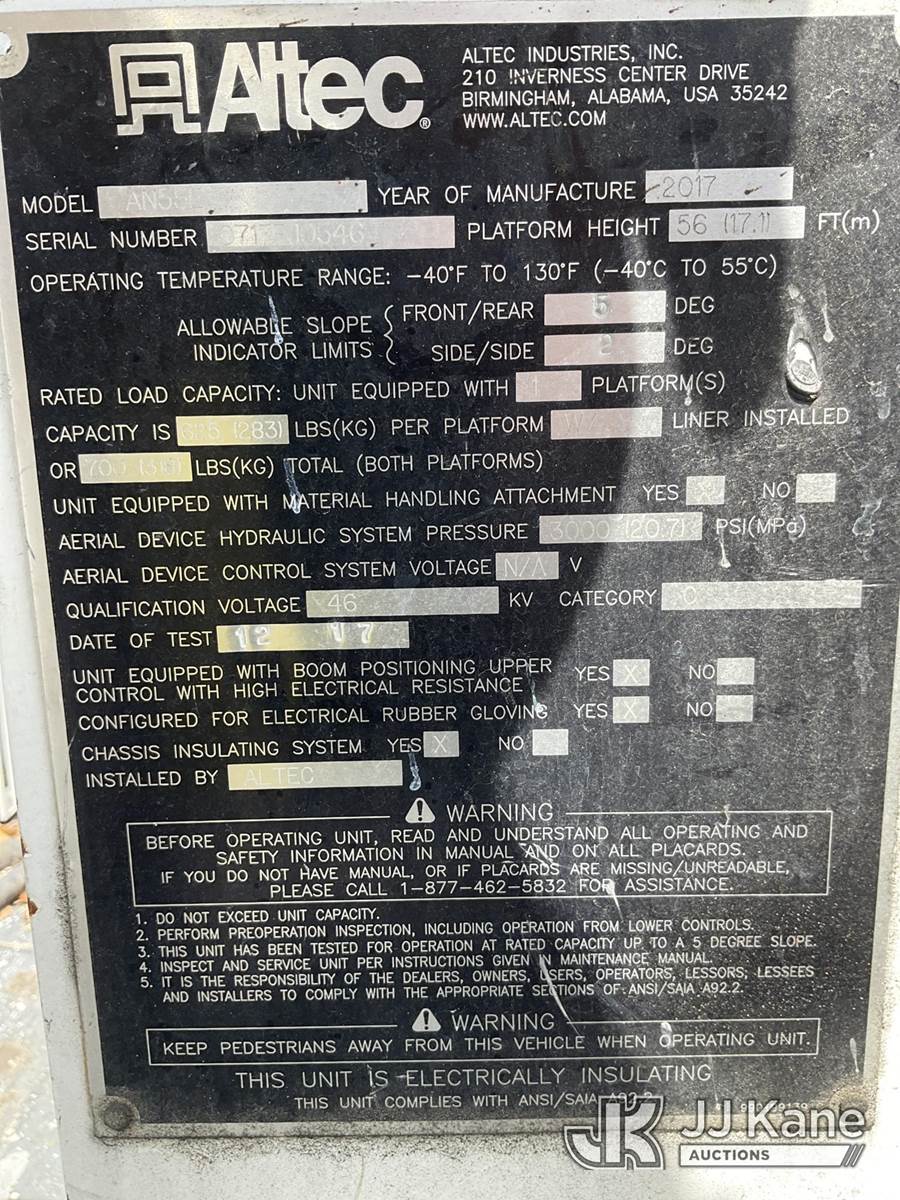 Altec®
ALTEC INDUSTRIES, INC.
210 INVERNESS CENTER DRIVE
BIRMINGHAM, ALABAMA, USA 35242
WWW.ALTEC.COM
MODEL YEAR OF MANUFACTURE 2017
SERIAL NUMBER PLATFORM HEIGHT 56 (17.1) FT(m)
OPERATING TEMPERATURE RANGE: -40°F TO 130°F (-40°C TO 55°C)
ALLOWABLE SLOPE INDICATOR LIMITS
FRONT/REAR 5 DEG
SIDE/SIDE 2 DEG
RATED LOAD CAPACITY: UNIT EQUIPPED WITH 1 PLATFORM(S)
CAPACITY IS (283) LBS(KG) PER PLATFORM LINER INSTALLED
OR 700 LBS(KG) TOTAL (BOTH PLATFORMS)
UNIT EQUIPPED WITH MATERIAL HANDLING ATTACHMENT YES X NO
AERIAL DEVICE HYDRAULIC SYSTEM PRESSURE 3000 (20.7) PSI(MPa)
AERIAL DEVICE CONTROL SYSTEM VOLTAGE N/A V
QUALIFICATION VOLTAGE 46 KV CATEGORY
DATE OF TEST 12 17
UNIT EQUIPPED WITH BOOM POSITIONING UPPER YES X NO
CONTROL WITH HIGH ELECTRICAL RESISTANCE
CONFIGURED FOR ELECTRICAL RUBBER GLOVING YES X NO
CHASSIS INSULATING SYSTEM YES X NO
INSTALLED BY ALTEC
WARNING
BEFORE OPERATING UNIT, READ AND UNDERSTAND ALL OPERATING AND
SAFETY INFORMATION IN MANUAL AND ON ALL PLACARDS.
IF YOU DO NOT HAVE MANUAL, OR IF PLACARDS ARE MISSING/UNREADABLE,
PLEASE CALL 1-877-462-5832 FOR ASSISTANCE.
1. DO NOT EXCEED UNIT CAPACITY.
2. PERFORM PREOPERATION INSPECTION, INCLUDING OPERATION FROM LOWER CONTROLS.
3. THIS UNIT HAS BEEN TESTED FOR OPERATION AT RATED CAPACITY UP TO A 5 DEGREE SLOPE.
4. INSPECT AND SERVICE UNIT PER INSTRUCTIONS GIVEN IN MAINTENANCE MANUAL.
5. IT IS THE RESPONSIBILITY OF THE DEALERS, OWNERS, USERS, OPERATORS, LESSORS, LESSEES
AND INSTALLERS TO COMPLY WITH THE APPROPRIATE SECTIONS OF ANSI/SAIA A92.2.
WARNING
KEEP PEDESTRIANS AWAY FROM THIS VEHICLE WHEN OPERATING UNIT.
THIS UNIT IS ELECTRICALLY INSULATING
THIS UNIT COMPLIES WITH ANSI/SAIA A92.2
JK JJ Kane
AUCTIONS